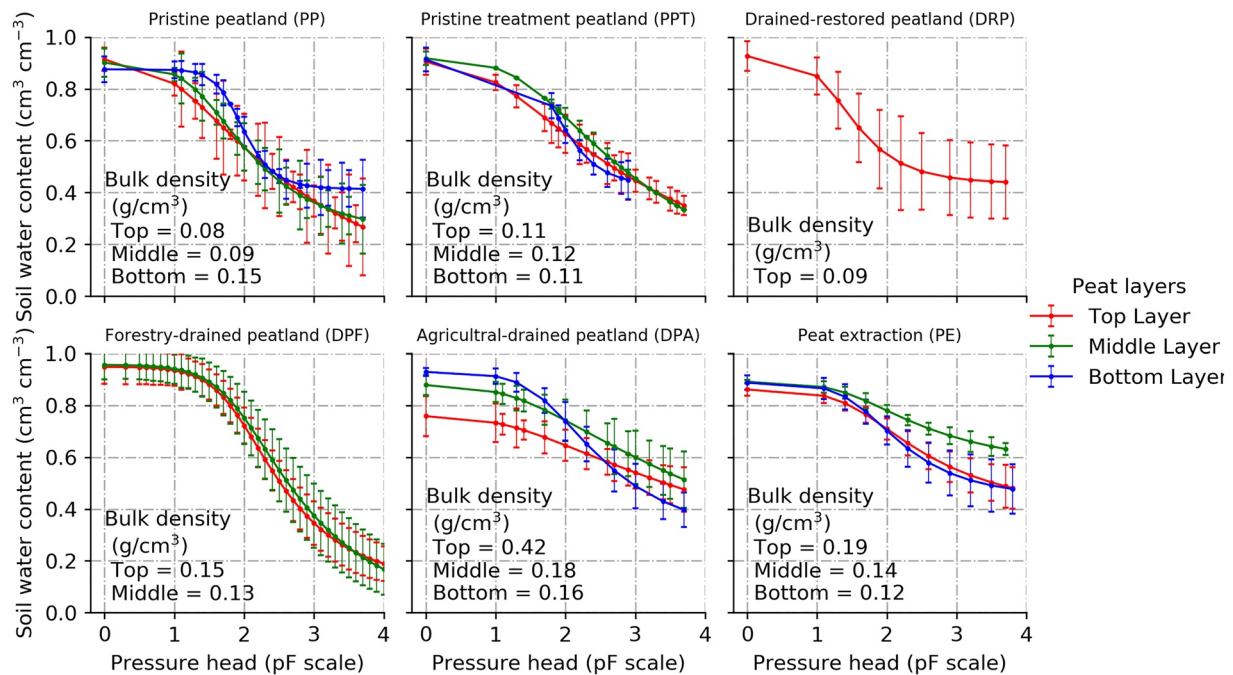 Pristine peatland (PP)
Pristine treatment peatland (PPT)
Drained-restored peatland (DRP)
Soil water content (cm³ cm⁻³)
1.0
0.8
0.6
0.4
0.2
0.0
Bulk density
(g/cm³)
Top = 0.08
Middle = 0.09
Bottom = 0.15
Bulk density
(g/cm³)
Top = 0.11
Middle = 0.12
Bottom = 0.11
Bulk density
(g/cm³)
Top = 0.09
Forestry-drained peatland (DPF)
Agricultral-drained peatland (DPA)
Peat extraction (PE)
Soil water content (cm³ cm⁻³)
1.0
0.8
0.6
0.4
0.2
0.0
Bulk density
(g/cm³)
Top = 0.15
Middle = 0.13
Bulk density
(g/cm³)
Top = 0.42
Middle = 0.18
Bottom = 0.16
Bulk density
(g/cm³)
Top = 0.19
Middle = 0.14
Bottom = 0.12
0 1 2 3 4
0 1 2 3 4
0 1 2 3 4
Pressure head (pF scale)
Pressure head (pF scale)
Pressure head (pF scale)
Peat layers
Top Layer
Middle Layer
Bottom Layer